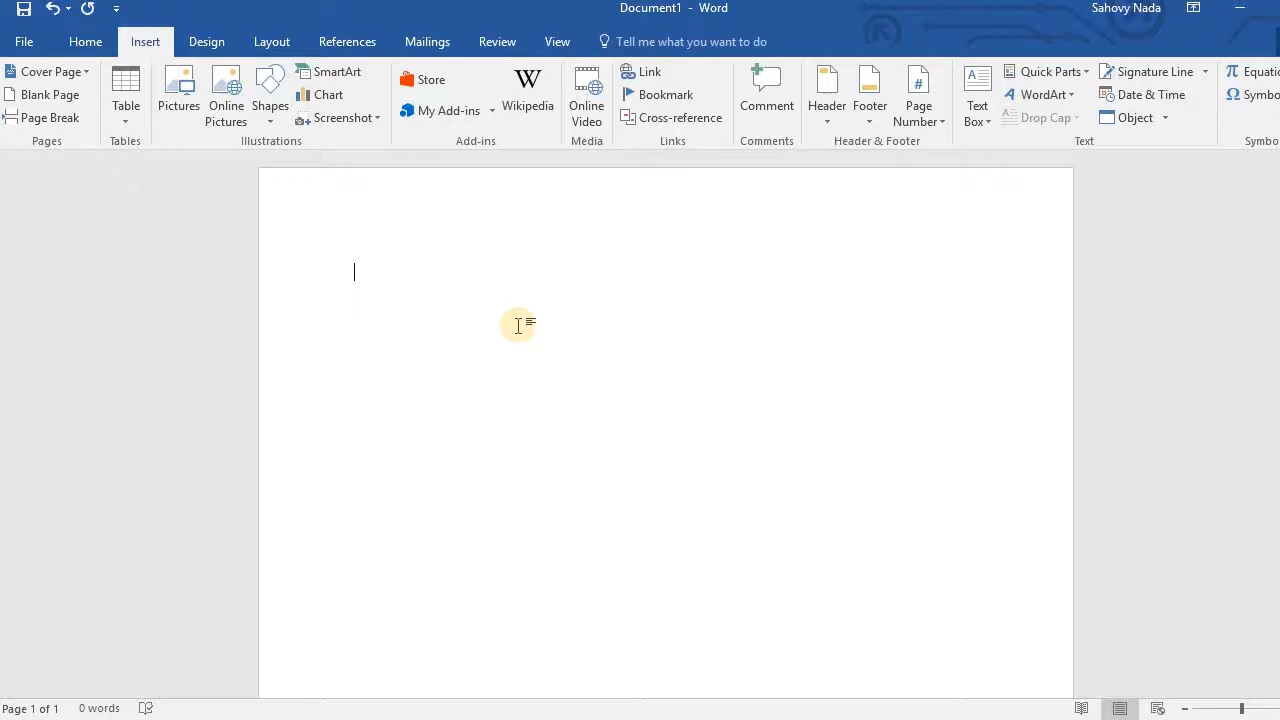 Document1 - Word
Sahovy Nada
File Home Insert Design Layout References Mailings Review View Tell me what you want to do
Cover Page
Blank Page
Page Break
Pages
Table
Tables
Pictures
Online
Pictures
Shapes
SmartArt
Chart
Screenshot
Illustrations
Store
My Add-ins
W
Wikipedia
Add-ins
Online
Video
Media
Link
Bookmark
Cross-reference
Links
Comment
Comments
Header
Footer
Page
Number
Header & Footer
Text
Box
Quick Parts
WordArt
Drop Cap
Signature Line
Date & Time
Object
Text
π Equatio
Ω Symbo
Symbo
Page 1 of 1 0 words